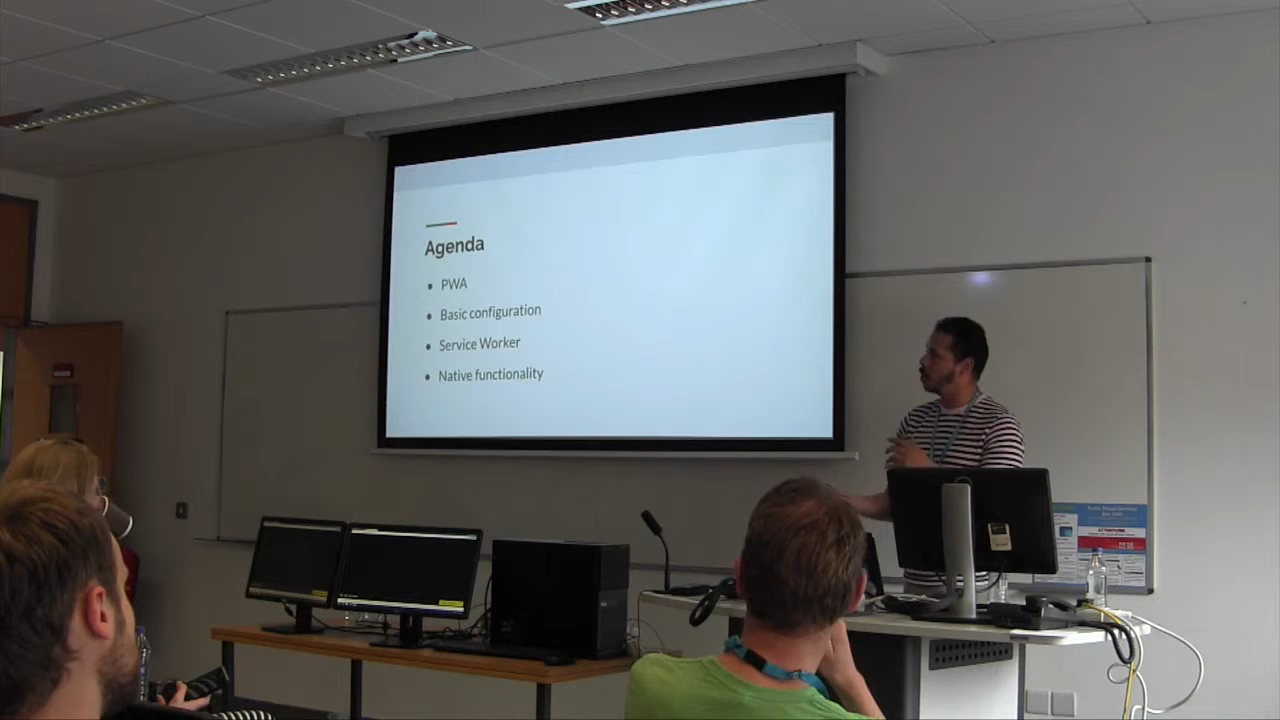 Agenda
PWA
Basic configuration
Service Worker
Native functionality